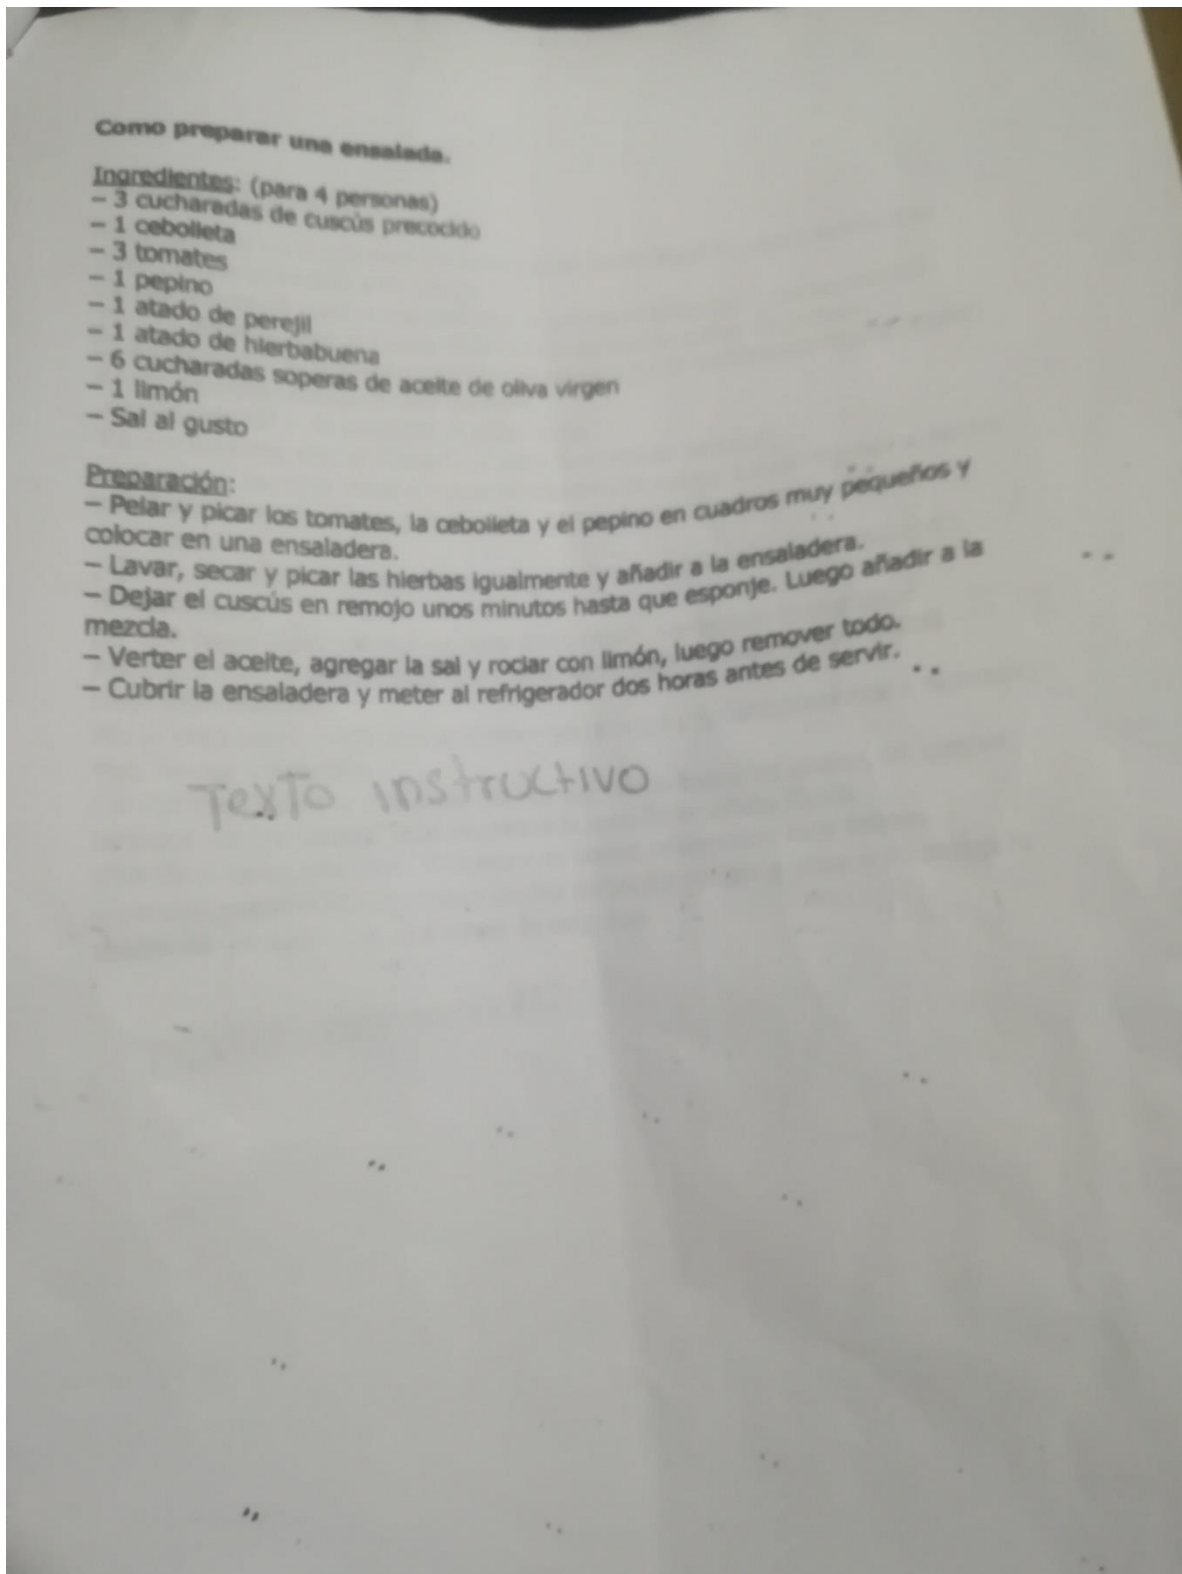 Como preparar una ensalada.
Ingredientes: (para 4 personas)
– 3 cucharadas de cuscús precocido
– 1 cebolleta
– 3 tomates
– 1 pepino
– 1 atado de perejil
– 1 atado de hierbabuena
– 6 cucharadas soperas de aceite de oliva virgen
– 1 limón
– Sal al gusto
Preparación:
– Pelar y picar los tomates, la cebolleta y el pepino en cuadros muy pequeños y
colocar en una ensaladera.
– Lavar, secar y picar las hierbas igualmente y añadir a la ensaladera.
– Dejar el cuscús en remojo unos minutos hasta que esponje. Luego añadir a la
mezcla.
– Verter el aceite, agregar la sal y rociar con limón, luego remover todo.
– Cubrir la ensaladera y meter al refrigerador dos horas antes de servir.
Texto instructivo